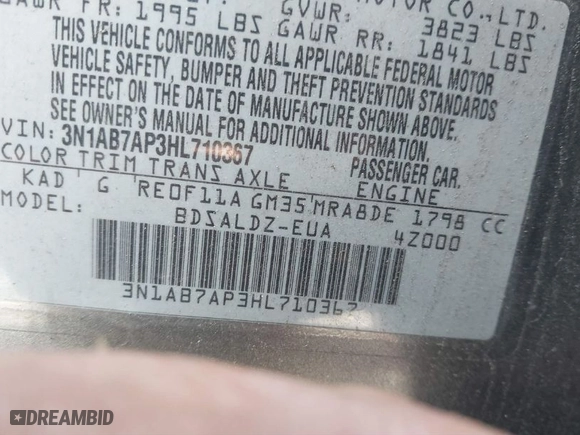 GVWR: MOTOR CO.,LTD.
GAWR FR: 1995 LBS GAWR RR: 3823 LBS
1841 LBS
THIS VEHICLE CONFORMS TO ALL APPLICABLE FEDERAL MOTOR
VEHICLE SAFETY, BUMPER AND THEFT PREVENTION STANDARDS
IN EFFECT ON THE DATE OF MANUFACTURE SHOWN ABOVE.
SEE OWNER'S MANUAL FOR ADDITIONAL INFORMATION
VIN: 3N1AB7AP3HL710367 PASSENGER CAR.
COLOR TRIM TRANS AXLE ENGINE
KAD G RE0F11A GM35 MRA8DE 1798 CC
MODEL: BDSALDZ-EUA 4Z000
3N1AB7AP3HL710367
DREAMBID